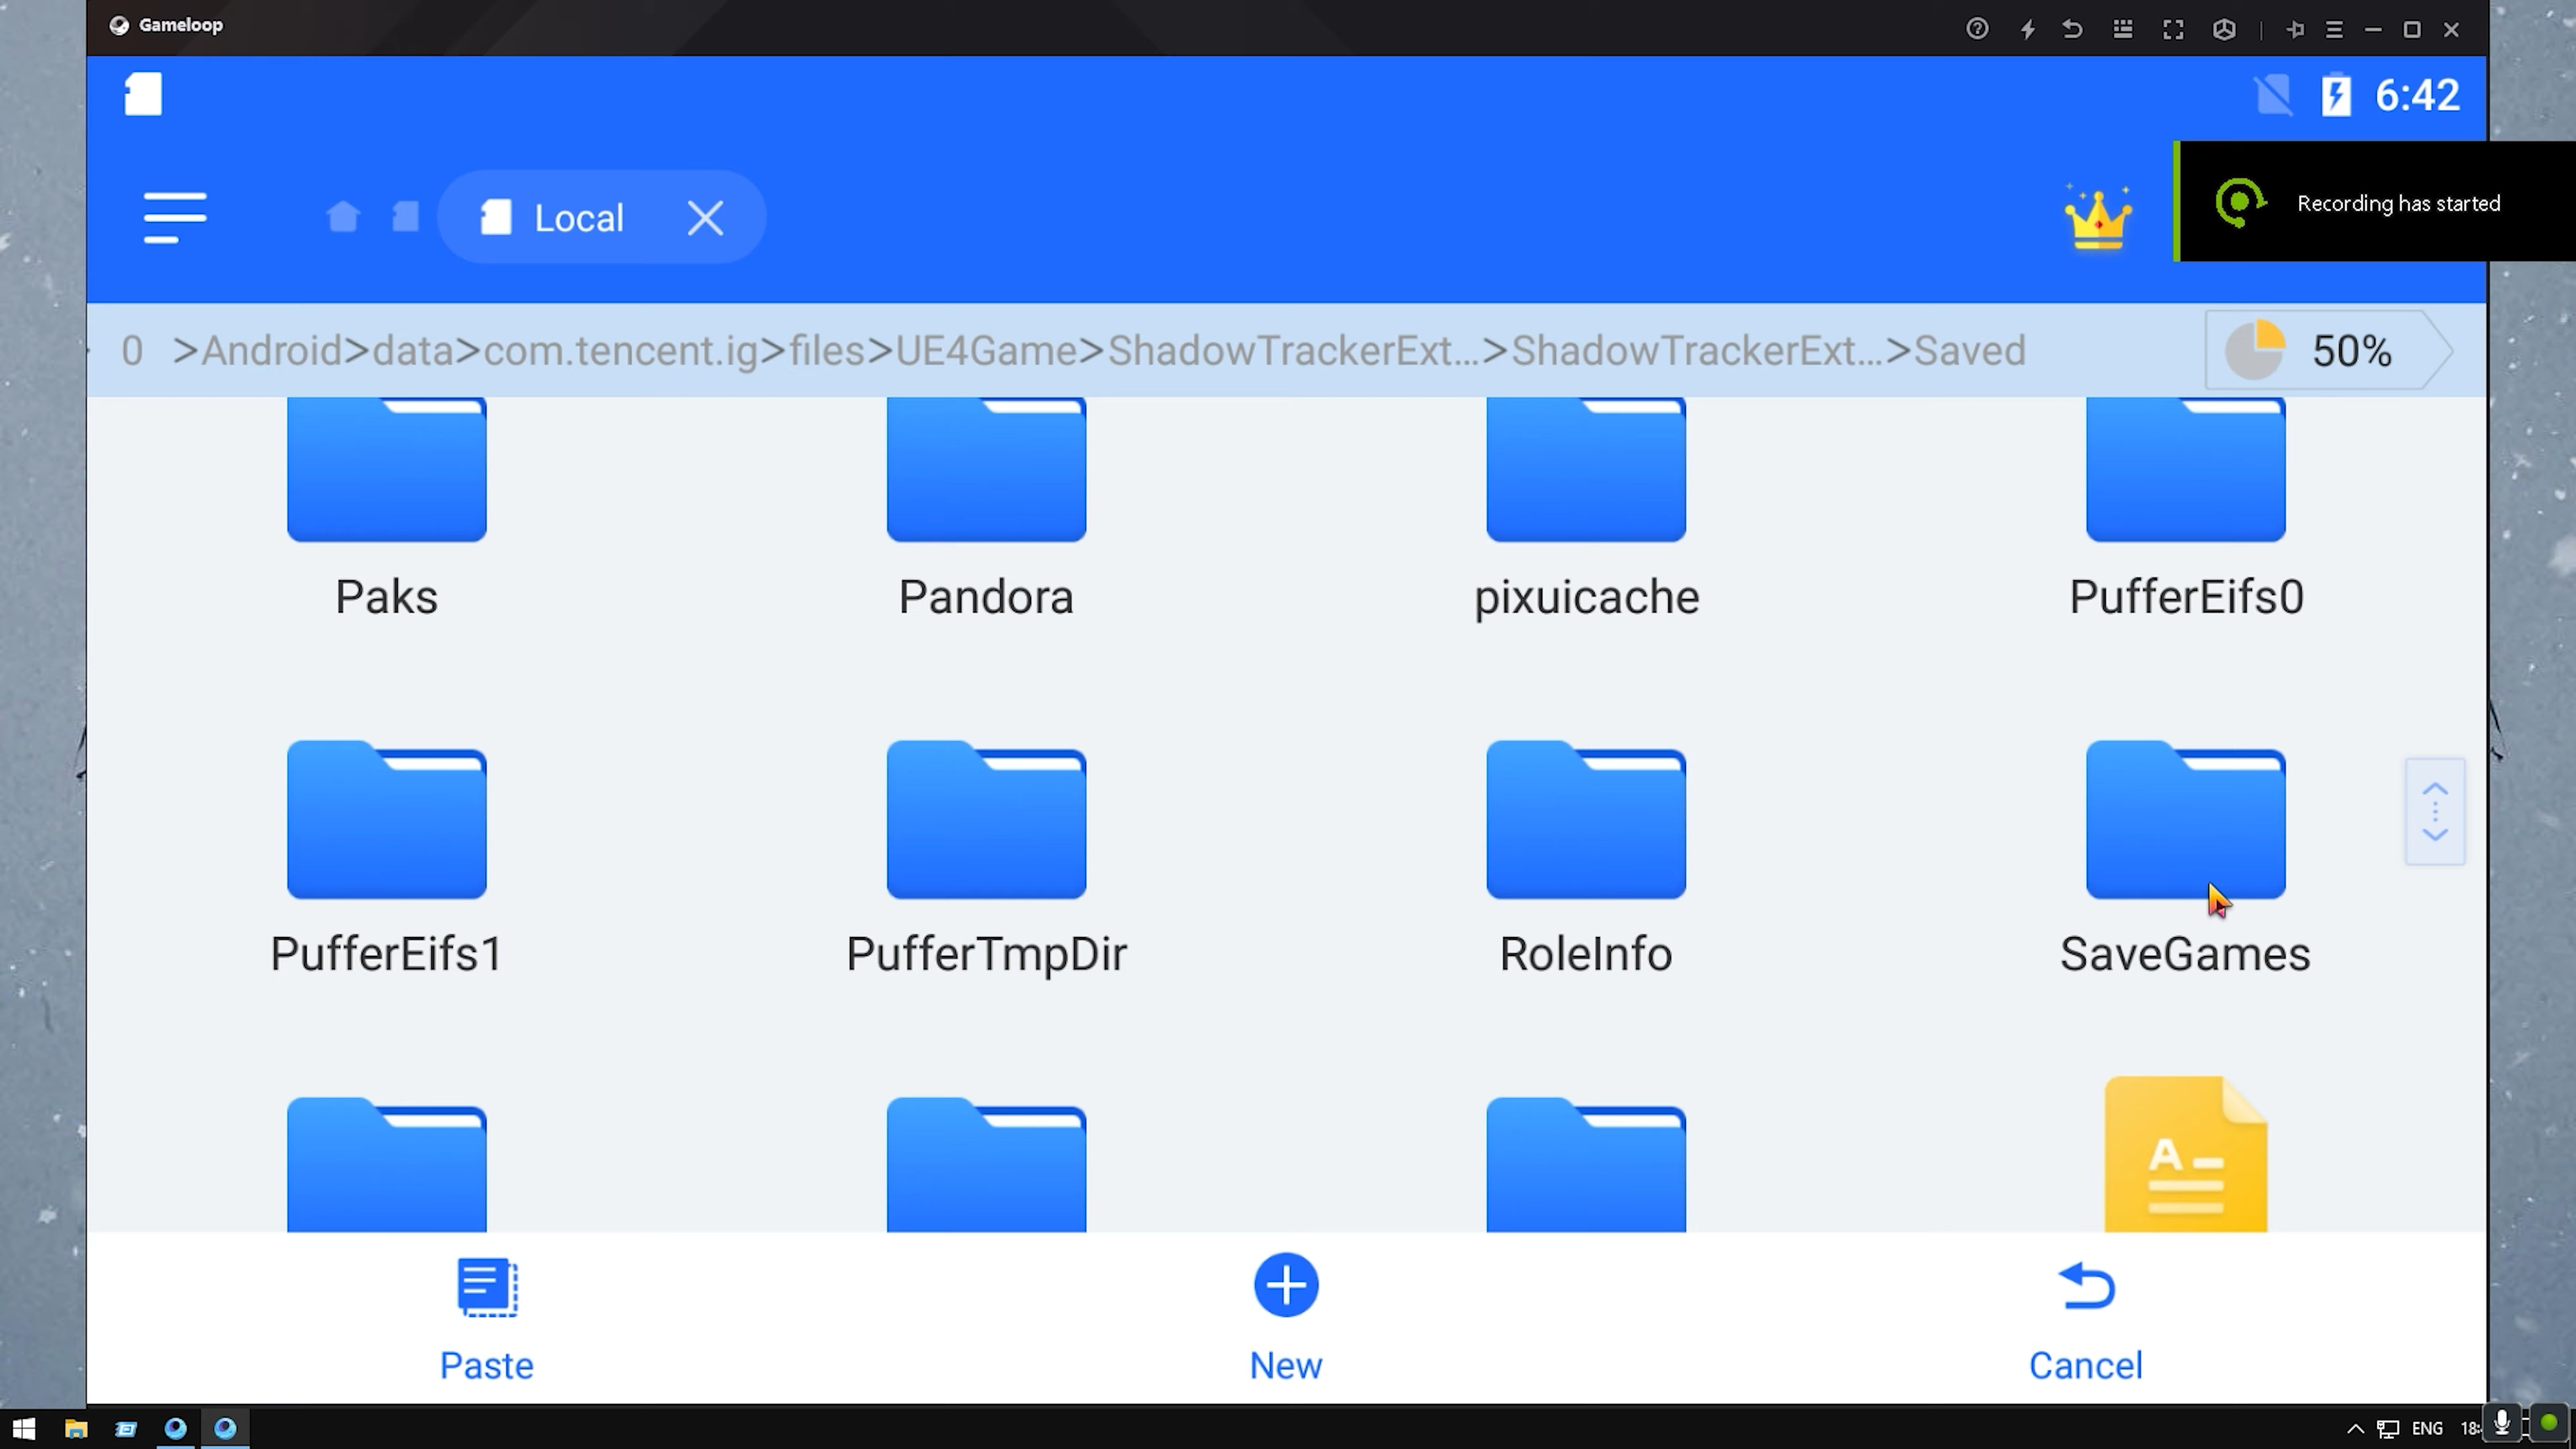 Gameloop
6:42
Local
Recording has started
0 >Android>data>com.tencent.ig>files>UE4Game>ShadowTrackerExt...>ShadowTrackerExt...>Saved
50%
Paks
Pandora
pixuicache
PufferEifs0
PufferEifs1
PufferTmpDir
RoleInfo
SaveGames
A
Paste
New
Cancel
ENG
18: